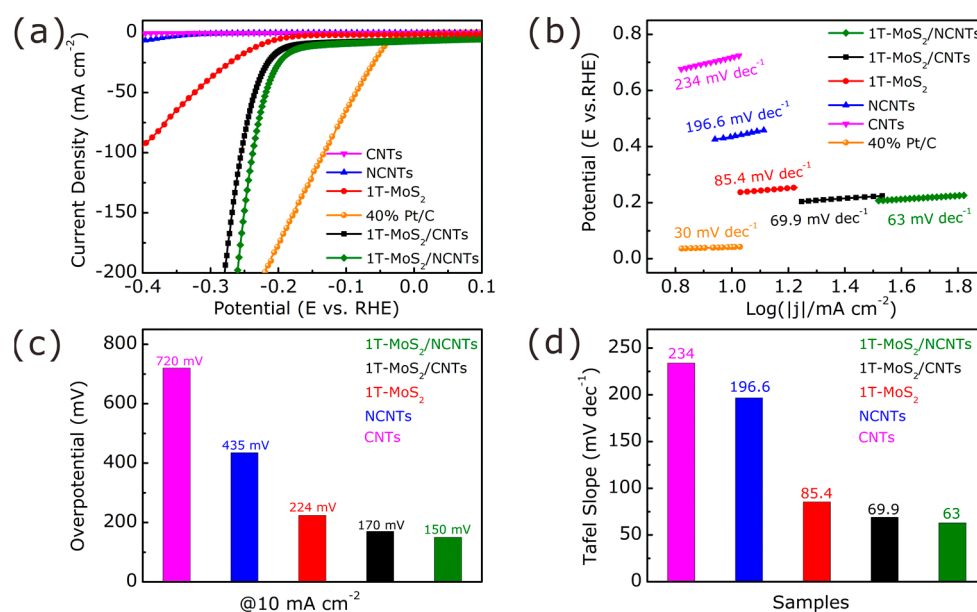 (a)
0
-50
-100
-150
-200
Current Density (mA cm⁻²)
-0.4
-0.3
-0.2
-0.1
0.0
0.1
Potential (E vs. RHE)
CNTs
NCNTs
1T-MoS₂
40% Pt/C
1T-MoS₂/CNTs
1T-MoS₂/NCNTs
(b)
0.8
0.6
0.4
0.2
0.0
Potential (E vs.RHE)
0.8
1.0
1.2
1.4
1.6
1.8
Log(|j|/mA cm⁻²)
1T-MoS₂/NCNTs
1T-MoS₂/CNTs
1T-MoS₂
NCNTs
CNTs
40% Pt/C
234 mV dec⁻¹
196.6 mV dec⁻¹
85.4 mV dec⁻¹
69.9 mV dec⁻¹
63 mV dec⁻¹
30 mV dec⁻¹
(c)
800
600
400
200
0
Overpotential (mV)
720 mV
435 mV
224 mV
170 mV
150 mV
1T-MoS₂/NCNTs
1T-MoS₂/CNTs
1T-MoS₂
NCNTs
CNTs
@10 mA cm⁻²
(d)
250
200
150
100
50
0
Tafel Slope (mV dec⁻¹)
234
196.6
85.4
69.9
63
1T-MoS₂/NCNTs
1T-MoS₂/CNTs
1T-MoS₂
NCNTs
CNTs
Samples